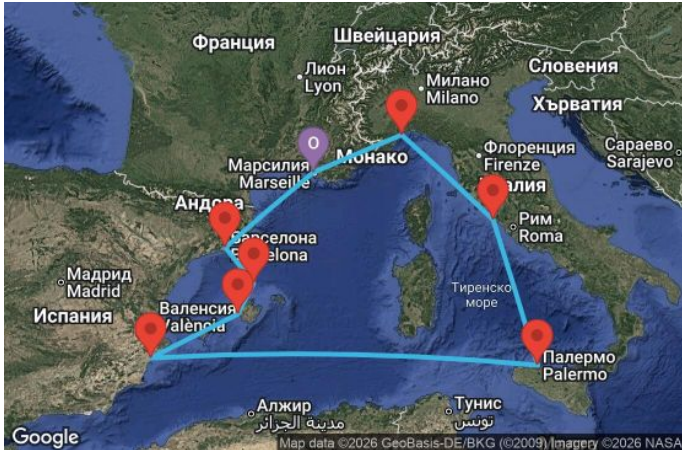 Франция
Швейцария
Лион
Lyon
Милано
Milano
Словения
Хърватия
Монако
Флоренция
Firenze
Сараево
Sarajevo
O
Марсилия
Marseille
Андора
Рим
Roma
Барселона
Мадрид
Madrid
Тиренско
море
Валенсия
València
Испания
Палермо
Palermo
Алжир
مدينة الجزائر
Тунис
تونس
Google
Map data ©2026 GeoBasis-DE/BKG (©2009) Imagery ©2026 NASA